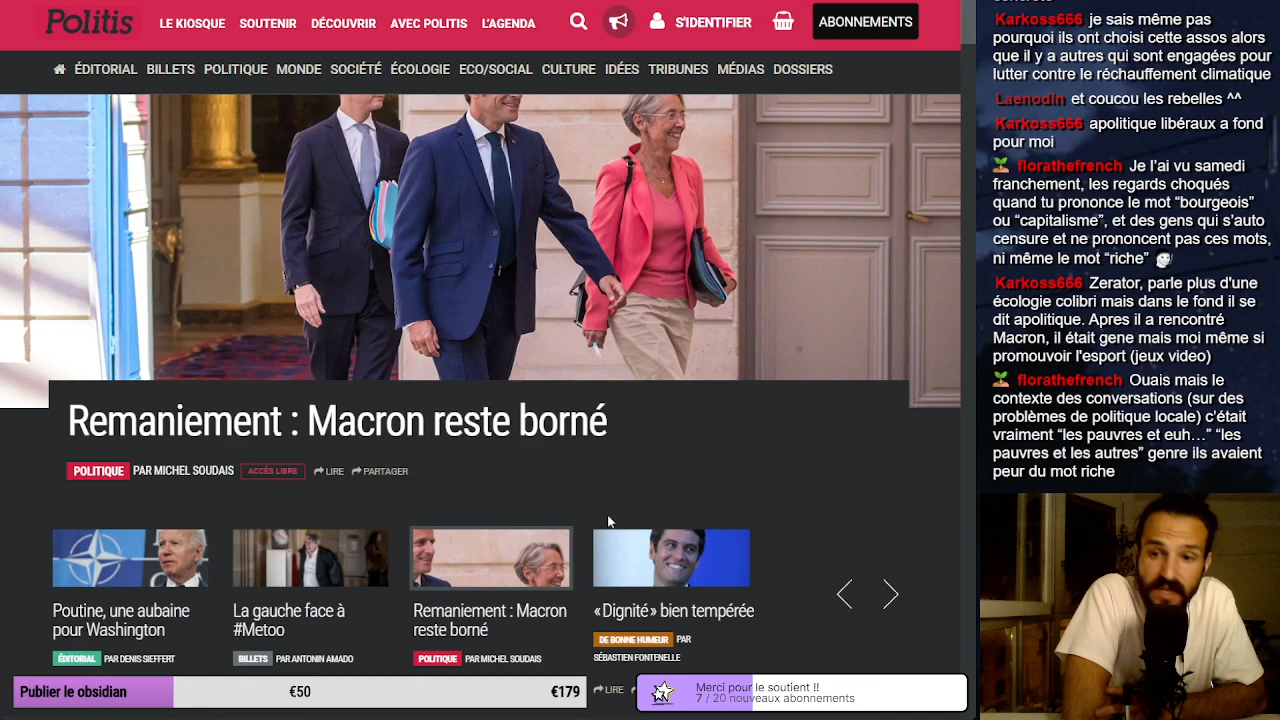 Politis
LE KIOSQUE SOUTENIR DÉCOUVRIR AVEC POLITIS L'AGENDA S'IDENTIFIER ABONNEMENTS
ÉDITORIAL BILLETS POLITIQUE MONDE SOCIÉTÉ ÉCOLOGIE ECO/SOCIAL CULTURE IDÉES TRIBUNES MÉDIAS DOSSIERS
Remaniement : Macron reste borné
POLITIQUE PAR MICHEL SOUDAIS ACCÈS LIBRE LIRE PARTAGER
Poutine, une aubaine
pour Washington
ÉDITORIAL PAR DENIS SIEFFERT
La gauche face à
#Metoo
BILLETS PAR ANTONIN AMADO
Remaniement : Macron
reste borné
POLITIQUE PAR MICHEL SOUDAIS
«Dignité» bien tempérée
DE BONNE HUMEUR PAR
SÉBASTIEN FONTENELLE
LIRE
Publier le obsidian €50 €179
Merci pour le soutient !!
7 / 20 nouveaux abonnements
Karkoss666 je sais même pas
pourquoi ils ont choisi cette assos alors
que il y a autres qui sont engagées pour
lutter contre le réchauffement climatique
Laenodin et coucou les rebelles ^^
Karkoss666 apolitique libéraux a fond
pour moi
florathefrench Je l'ai vu samedi
franchement, les regards choqués
quand tu prononce le mot “bourgeois”
ou “capitalisme”, et des gens qui s'auto
censure et ne prononcent pas ces mots,
ni même le mot “riche”
Karkoss666 Zerator, parle plus d'une
écologie colibri mais dans le fond il se
dit apolitique. Apres il a rencontré
Macron, il était gene mais moi même si
promouvoir l'esport (jeux video)
florathefrench Ouais mais le
contexte des conversations (sur des
problèmes de politique locale) c'était
vraiment “les pauvres et euh…” “les
pauvres et les autres” genre ils avaient
peur du mot riche